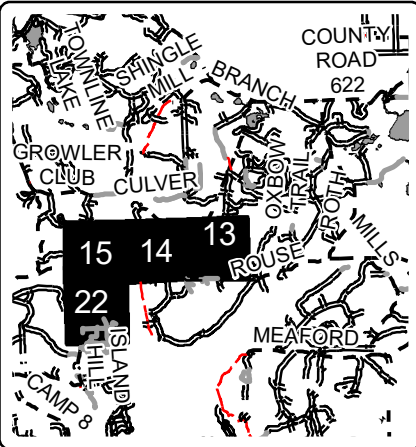 TOWNLINE
LAKE
SHINGLE
MILL
BRANCH
COUNTY
ROAD
622
GROWLER
CLUB
CULVER
OXBOW
TRAIL
ROTH
MILLS
13
15
14
ROUSE
22
ISLAND
HILL
MEAFORD
CAMP 8